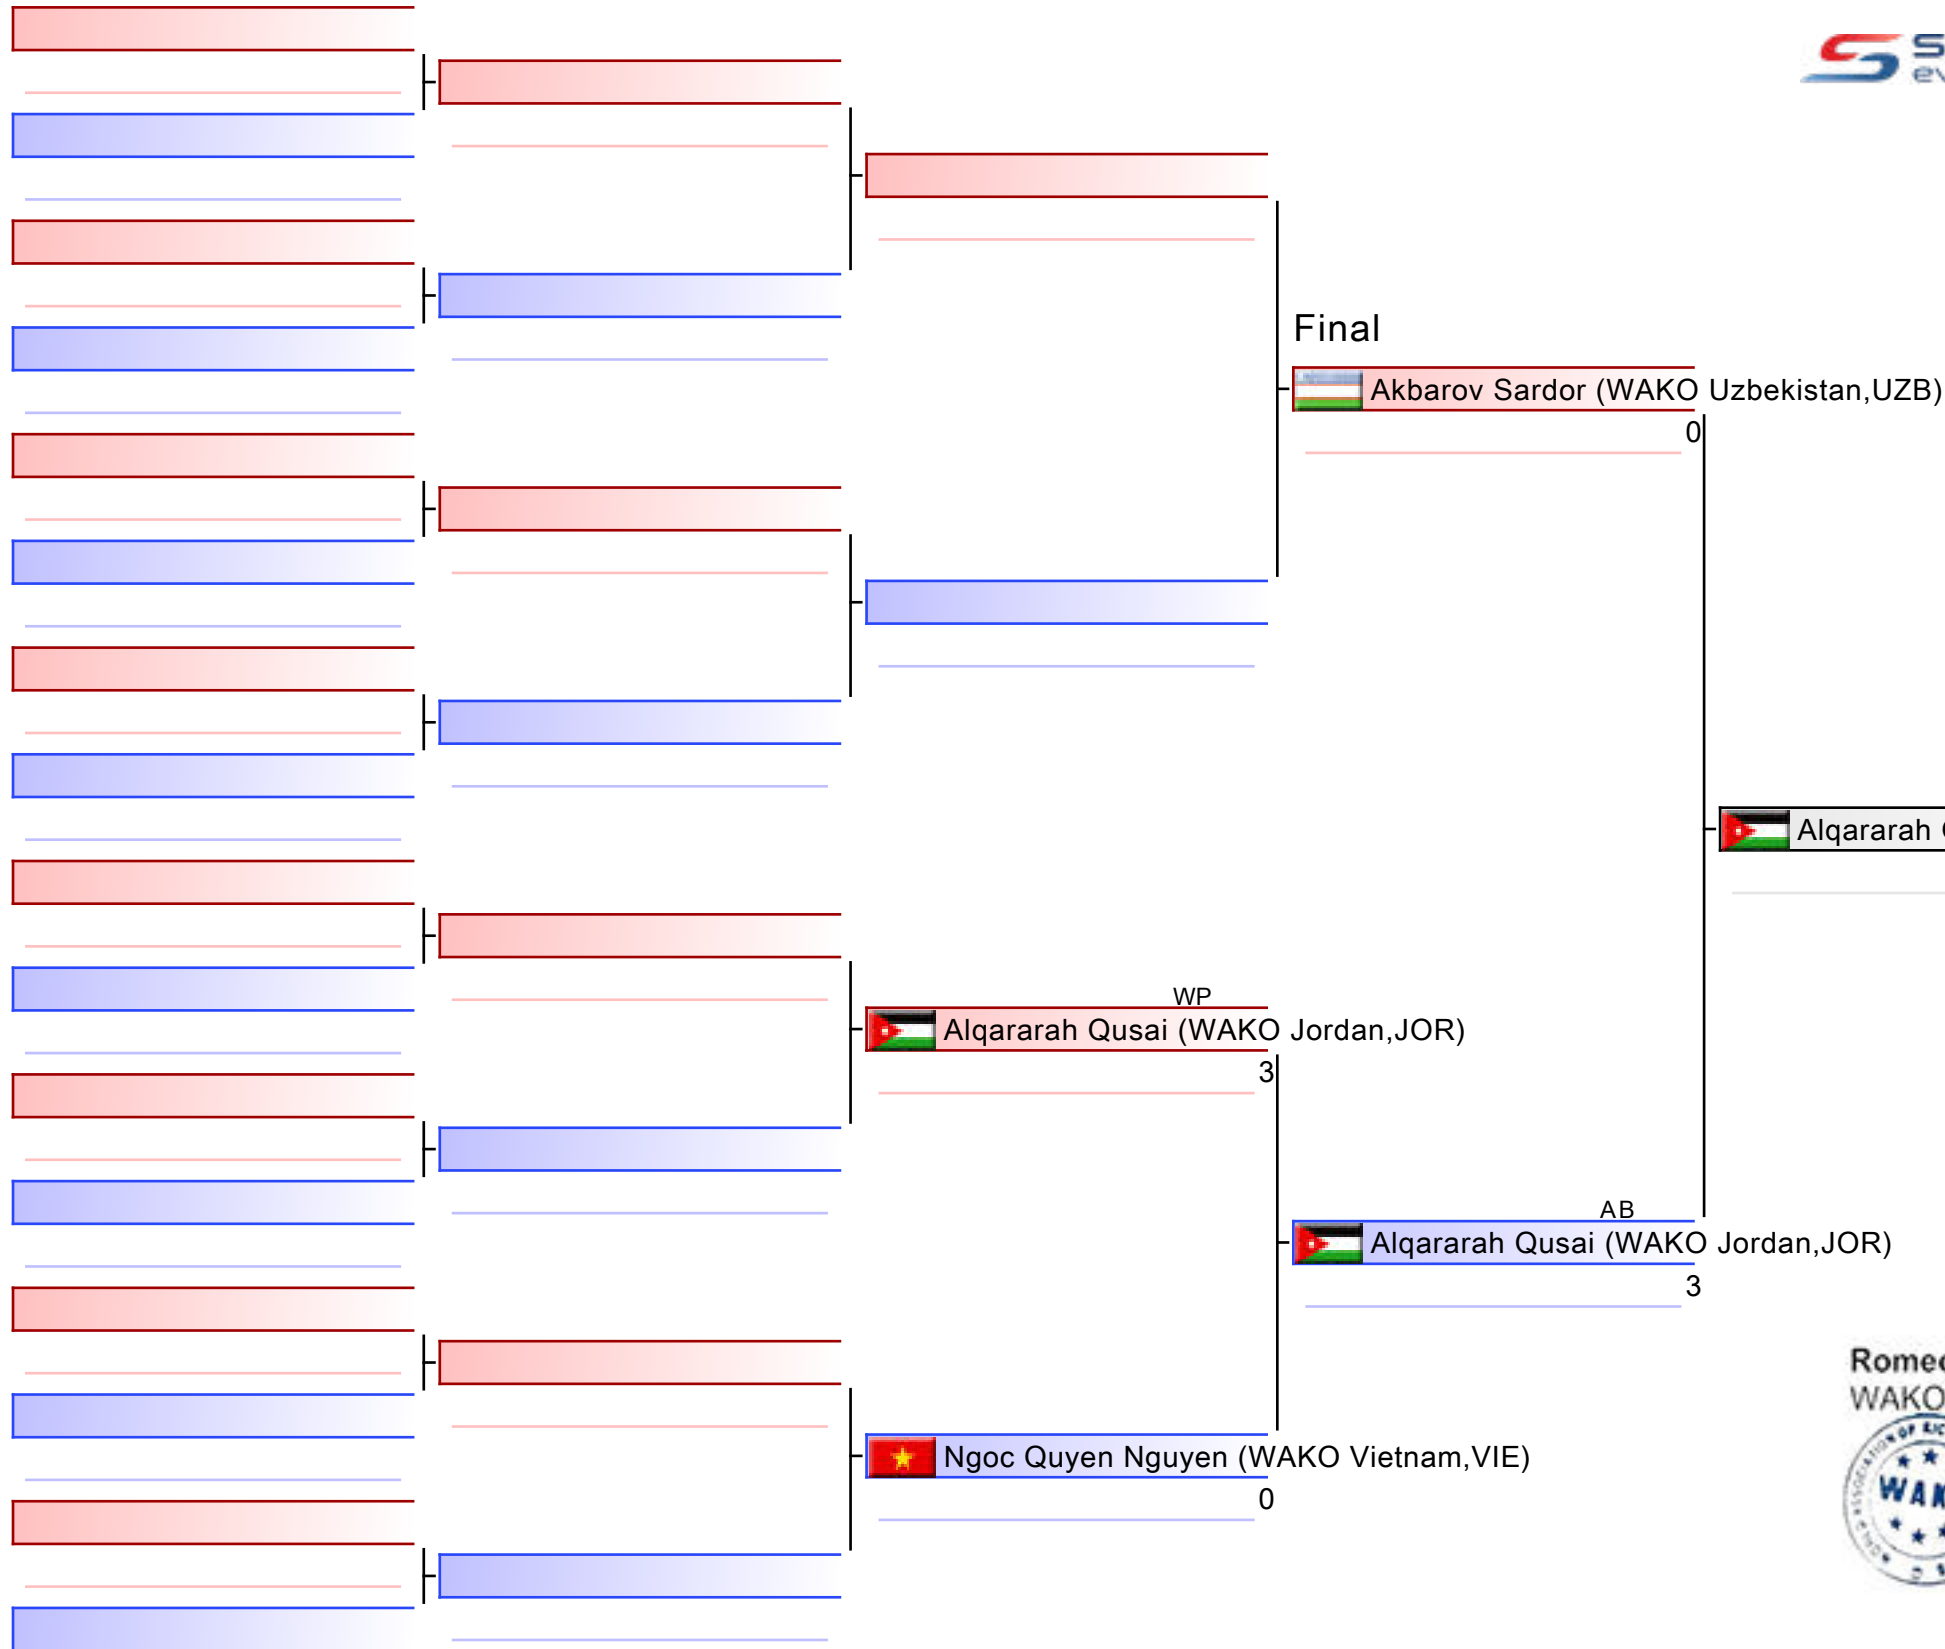 Final
Akbarov Sardor (WAKO Uzbekistan,UZB)
0
Alqararah
WP
Alqararah Qusai (WAKO Jordan,JOR)
3
AB
Alqararah Qusai (WAKO Jordan,JOR)
3
Romeo
WAKO
Ngoc Quyen Nguyen (WAKO Vietnam,VIE)
0